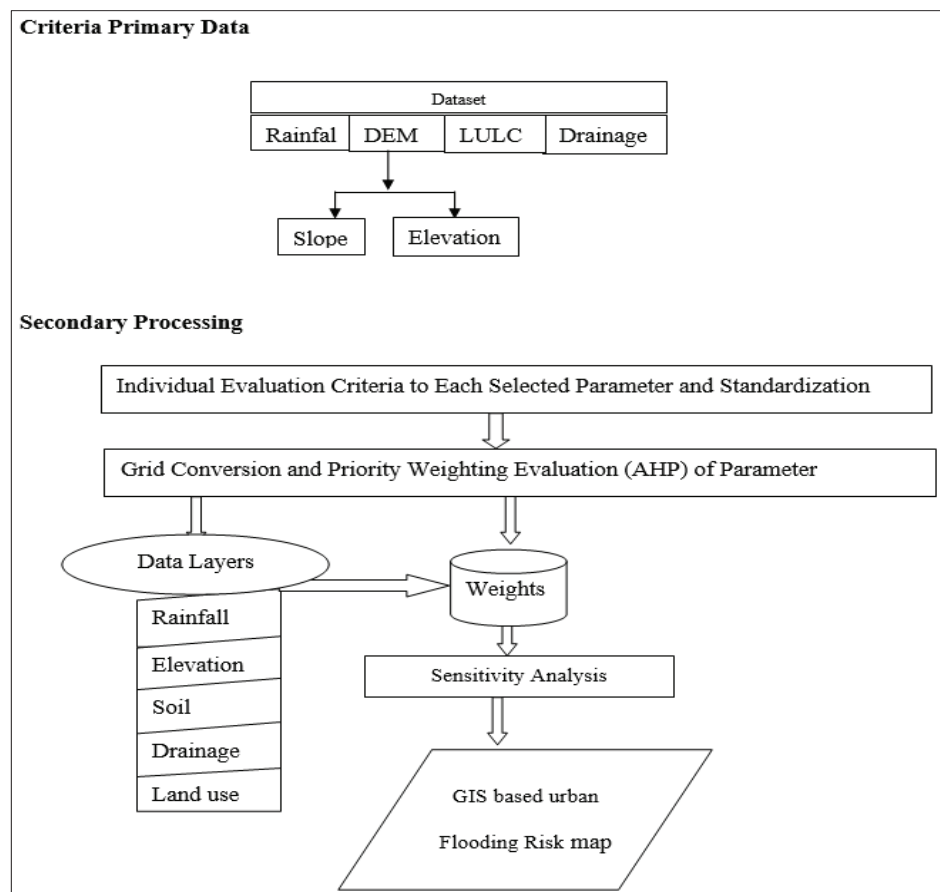 Criteria Primary Data
Dataset
Rainfal DEM LULC Drainage
Slope Elevation
Secondary Processing
Individual Evaluation Criteria to Each Selected Parameter and Standardization
Grid Conversion and Priority Weighting Evaluation (AHP) of Parameter
Data Layers
Weights
Rainfall
Elevation
Soil
Drainage
Land use
Sensitivity Analysis
GIS based urban
Flooding Risk map